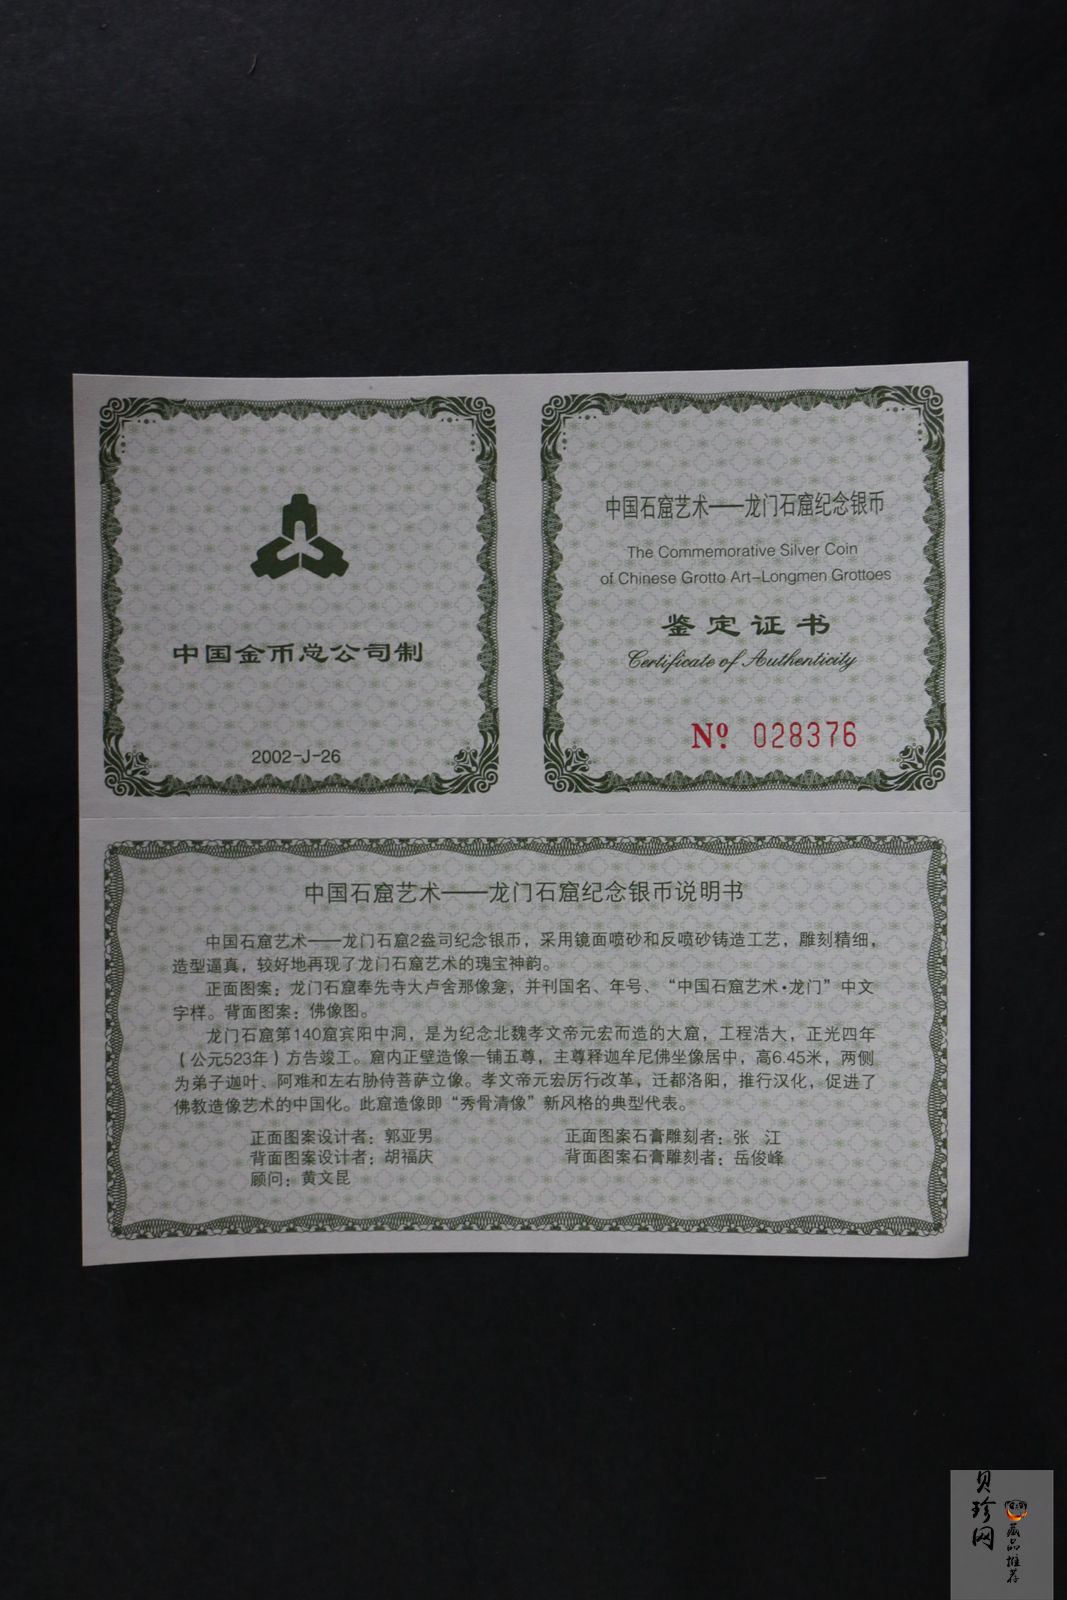 中国金币总公司制
2002-J-26
中国石窟艺术——龙门石窟纪念银币
The Commemorative Silver Coin
of Chinese Grotto Art-Longmen Grottoes
鉴定证书
Certificate of Authenticity
Nº 028376
中国石窟艺术——龙门石窟纪念银币说明书
中国石窟艺术——龙门石窟2盎司纪念银币，采用镜面喷砂和反喷砂铸造工艺，雕刻精细，
造型逼真，较好地再现了龙门石窟艺术的瑰宝神韵。
正面图案：龙门石窟奉先寺大卢舍那像龛，并刊国名、年号、“中国石窟艺术·龙门”中文
字样。背面图案：佛像图。
龙门石窟第140窟宾阳中洞，是为纪念北魏孝文帝元宏而造的大窟，工程浩大，正光四年
（公元523年）方告竣工。窟内正壁造像一铺五尊，主尊释迦牟尼佛坐像居中，高6.45米，两侧
为弟子迦叶、阿难和左右胁侍菩萨立像。孝文帝元宏厉行改革，迁都洛阳，推行汉化，促进了
佛教造像艺术的中国化。此窟造像即“秀骨清像”新风格的典型代表。
正面图案设计者：郭亚男
正面图案石膏雕刻者：张 江
背面图案设计者：胡福庆
背面图案石膏雕刻者：岳俊峰
顾问：黄文昆
贝珍网
藏品推荐